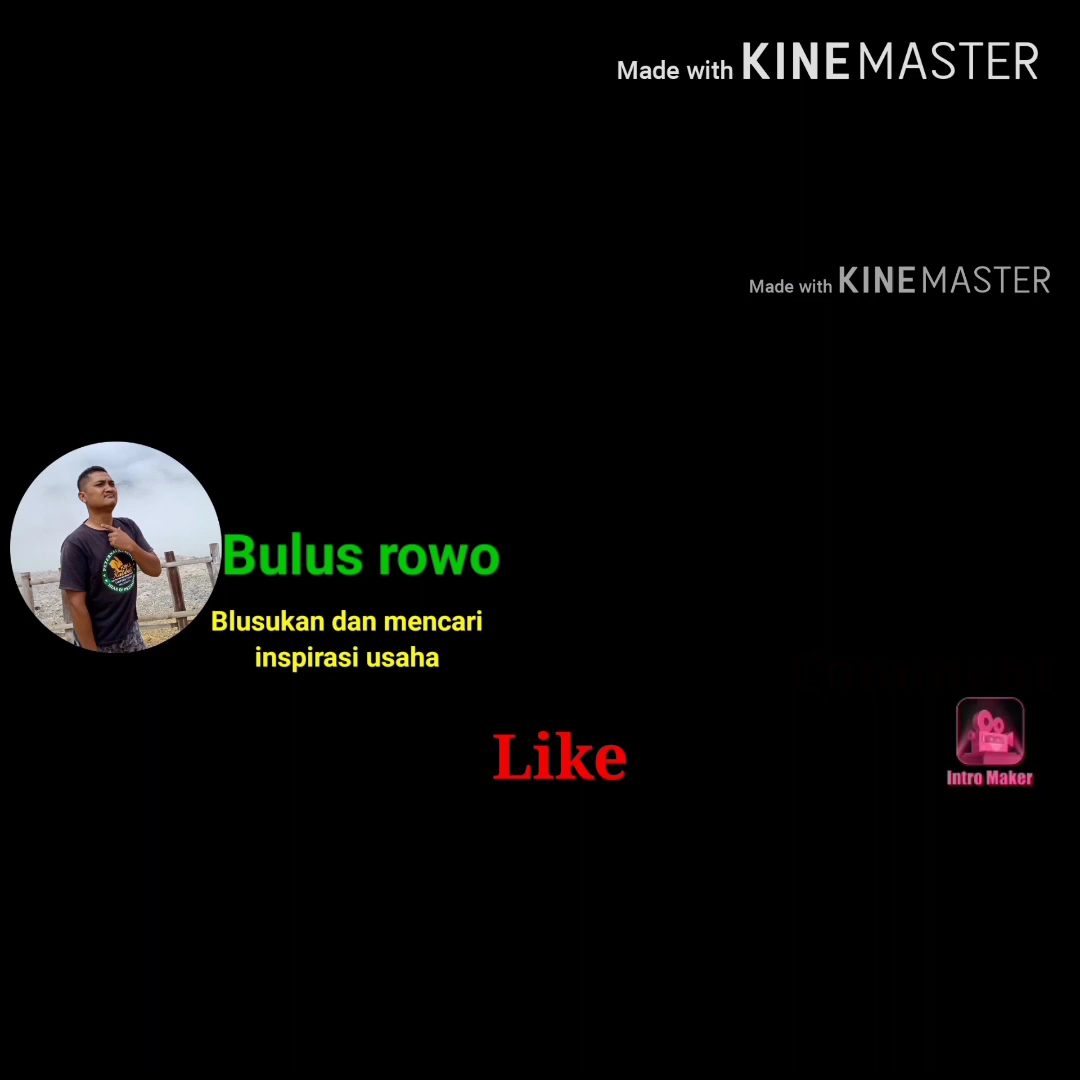 Made with KINEMASTER
Made with KINEMASTER
Bulus rowo
Blusukan dan mencari
inspirasi usaha
Like
Intro Maker